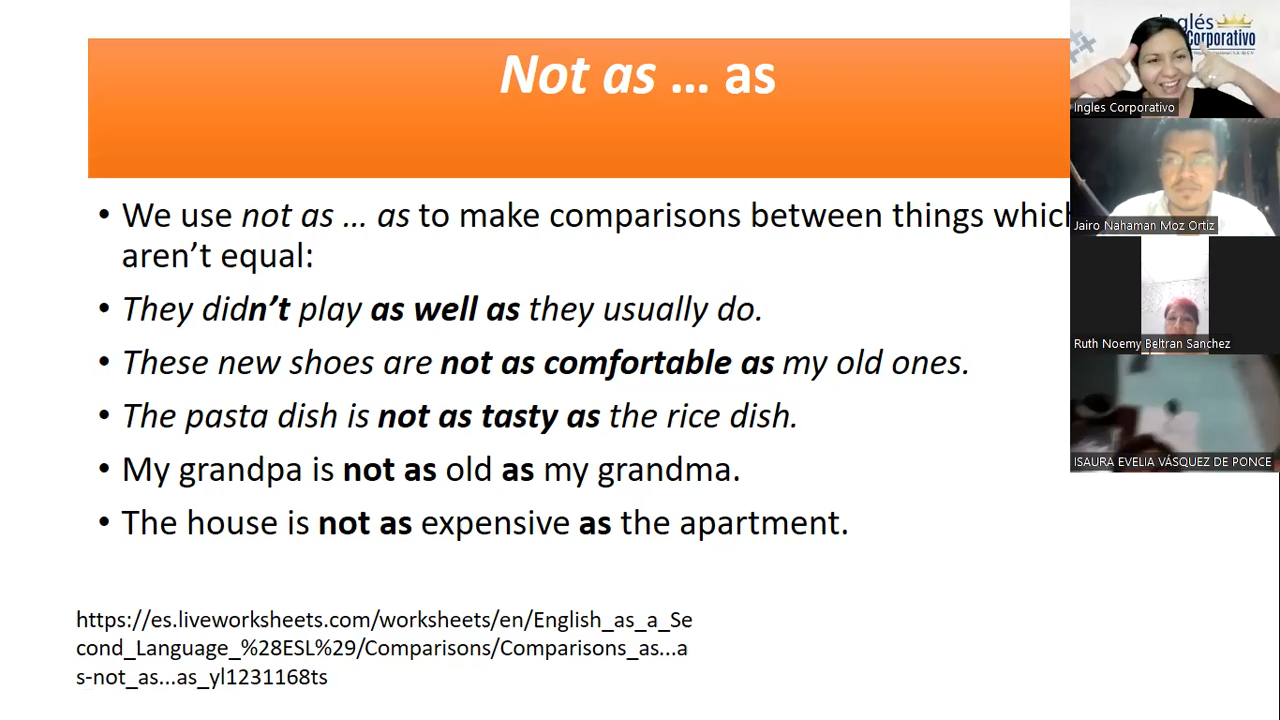 Not as … as
• We use not as … as to make comparisons between things which
aren’t equal:
• They didn’t play as well as they usually do.
• These new shoes are not as comfortable as my old ones.
• The pasta dish is not as tasty as the rice dish.
• My grandpa is not as old as my grandma.
• The house is not as expensive as the apartment.
https://es.liveworksheets.com/worksheets/en/English_as_a_Se
cond_Language_%28ESL%29/Comparisons/Comparisons_as...a
s-not_as...as_yl1231168ts
Inglés
Corporativo
Ingles Corporativo
Jairo Nahaman Moz Ortiz
Ruth Noemy Beltran Sanchez
ISAURA EVELIA VÁSQUEZ DE PONCE